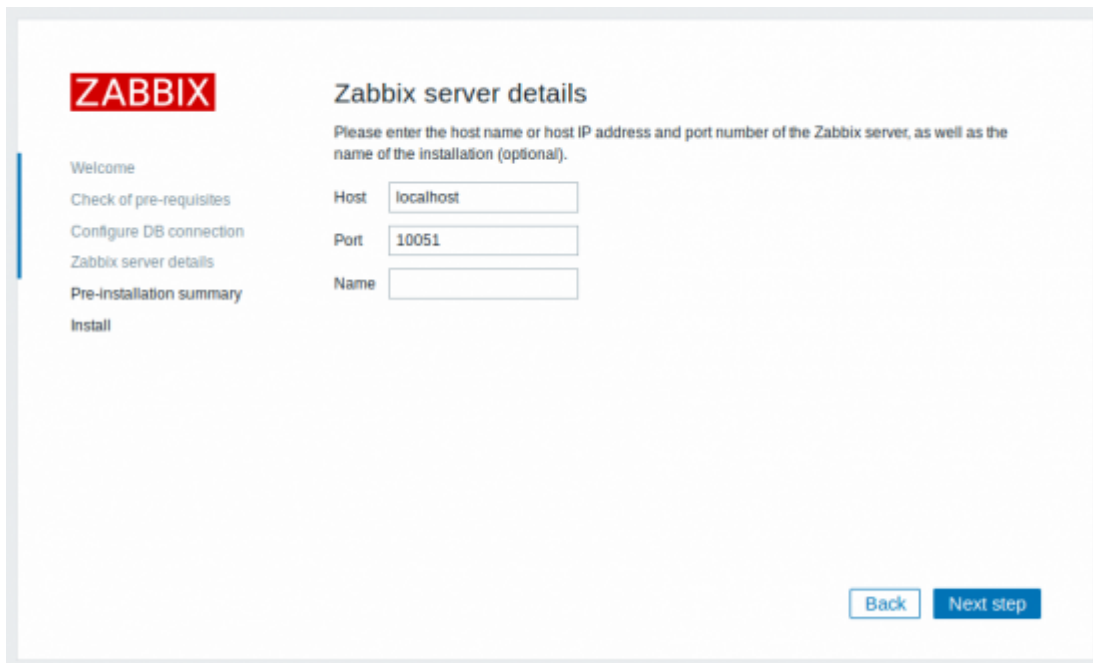 ZABBIX
Welcome
Check of pre-requisites
Configure DB connection
Zabbix server details
Pre-installation summary
Install
Zabbix server details
Please enter the host name or host IP address and port number of the Zabbix server, as well as the
name of the installation (optional).
Host localhost
Port 10051
Name
Back Next step